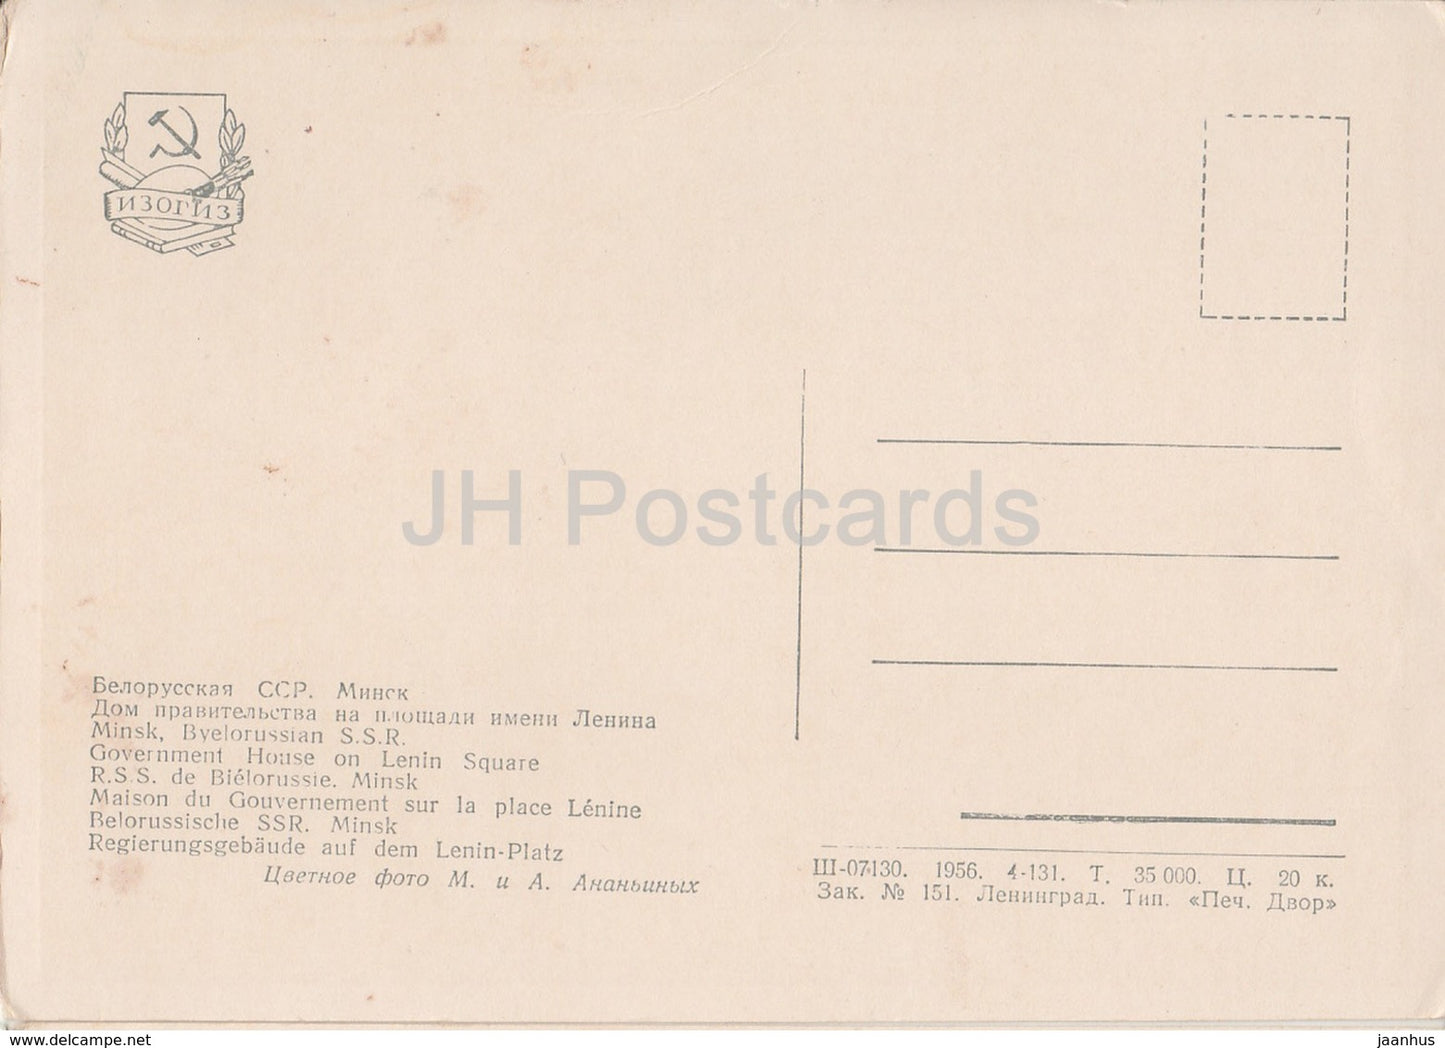 ИЗОГИЗ
JH Postcards
Белорусская ССР. Минск
Дом правительства на площади имени Ленина
Minsk, Byelorussian S.S.R.
Government House on Lenin Square
R.S.S. de Biélorussie. Minsk
Maison du Gouvernement sur la place Lénine
Belorussische SSR. Minsk
Regierungsgebäude auf dem Lenin-Platz
Цветное фото М. и А. Ананьиных
Ш-07130. 1956. 4-131. Т. 35 000. Ц. 20 к.
Зак. № 151. Ленинград. Тип. «Печ. Двор»
www.delcampe.net
jaanhus